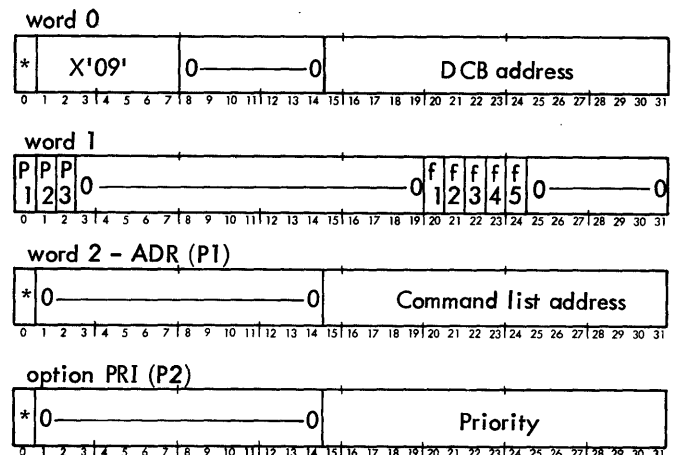 word 0
* X'09' 0 0 DCB address
0 1 2 3 4 5 6 7 8 9 10 11 12 13 14 15 16 17 18 19 20 21 22 23 24 25 26 27 28 29 30 31
word 1
P P P f f f f f
1 2 3 0 0 1 2 3 4 5 0 0
0 1 2 3 4 5 6 7 8 9 10 11 12 13 14 15 16 17 18 19 20 21 22 23 24 25 26 27 28 29 30 31
word 2 - ADR (P1)
* 0 0 Command list address
0 1 2 3 4 5 6 7 8 9 10 11 12 13 14 15 16 17 18 19 20 21 22 23 24 25 26 27 28 29 30 31
option PRI (P2)
* 0 0 Priority
0 1 2 3 4 5 6 7 8 9 10 11 12 13 14 15 16 17 18 19 20 21 22 23 24 25 26 27 28 29 30 31